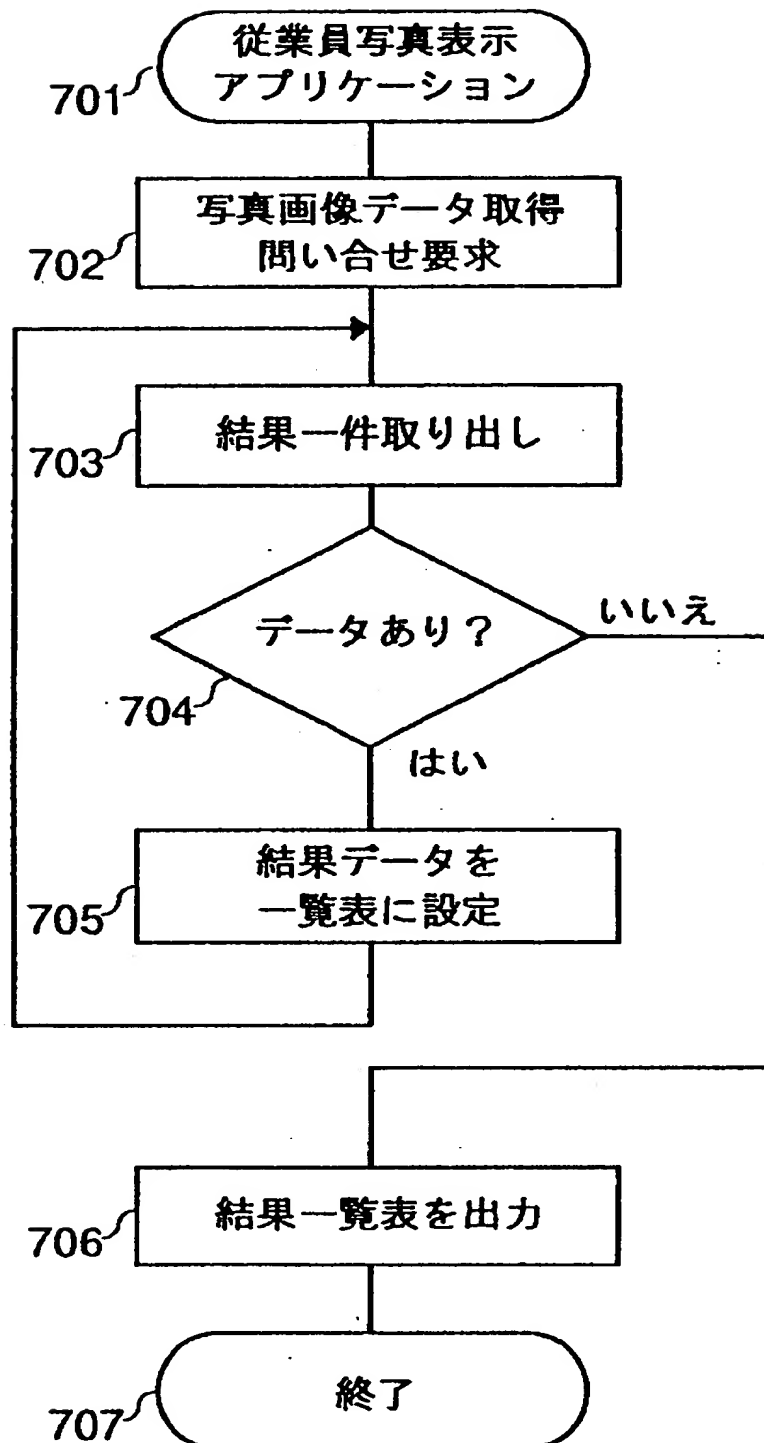 従業員写真表示
アプリケーション
701
写真画像データ取得
問い合せ要求
702
結果一件取り出し
703
データあり?
いいえ
704
はい
結果データを
一覧表に設定
705
結果一覧表を出力
706
終了
707